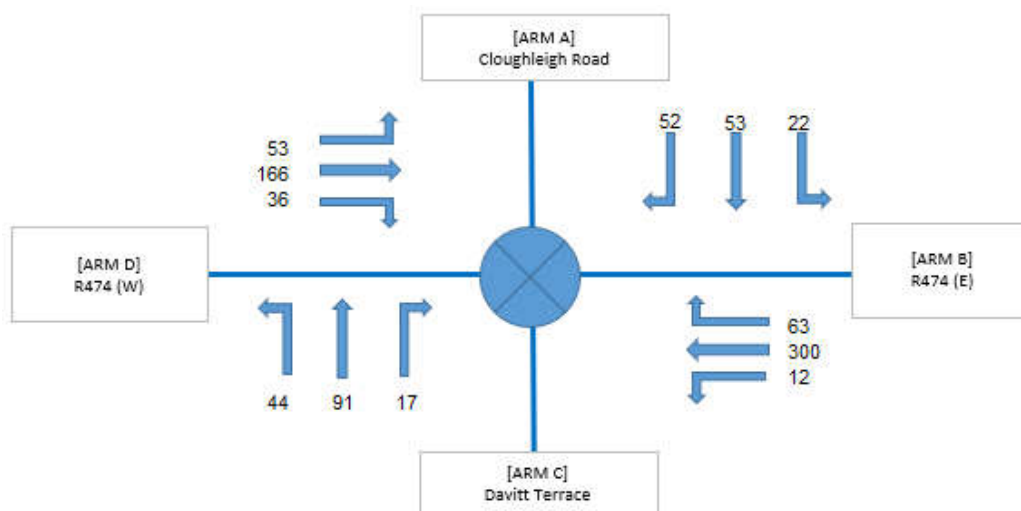 [ARM A]
Cloughleigh Road
52 53 22
53
166
36
[ARM D]
R474 (W)
[ARM B]
R474 (E)
63
300
12
44 91 17
[ARM C]
Davitt Terrace